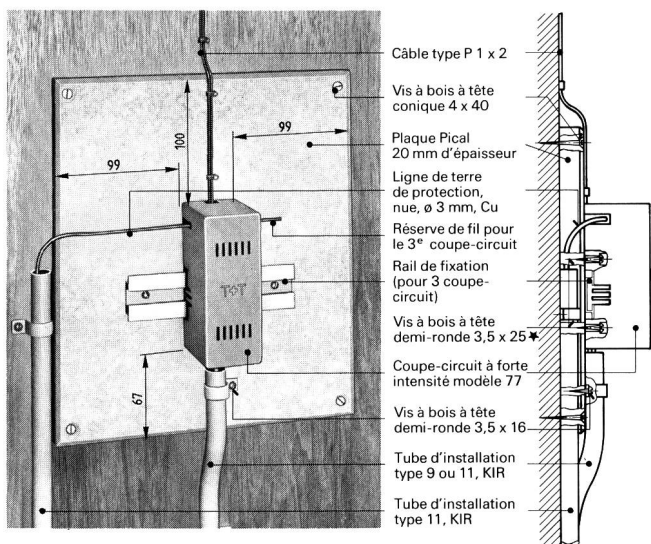 Câble type P 1 x 2
Vis à bois à tête
conique 4 x 40
Plaque Pical
20 mm d'épaisseur
Ligne de terre
de protection,
nue, ø 3 mm, Cu
Réserve de fil pour
le 3e coupe-circuit
Rail de fixation
(pour 3 coupe-
circuit)
Vis à bois à tête
demi-ronde 3,5 x 25★
Coupe-circuit à forte
intensité modèle 77
Vis à bois à tête
demi-ronde 3,5 x 16
Tube d'installation
type 9 ou 11, KIR
Tube d'installation
type 11, KIR
100
99
99
T+T
67